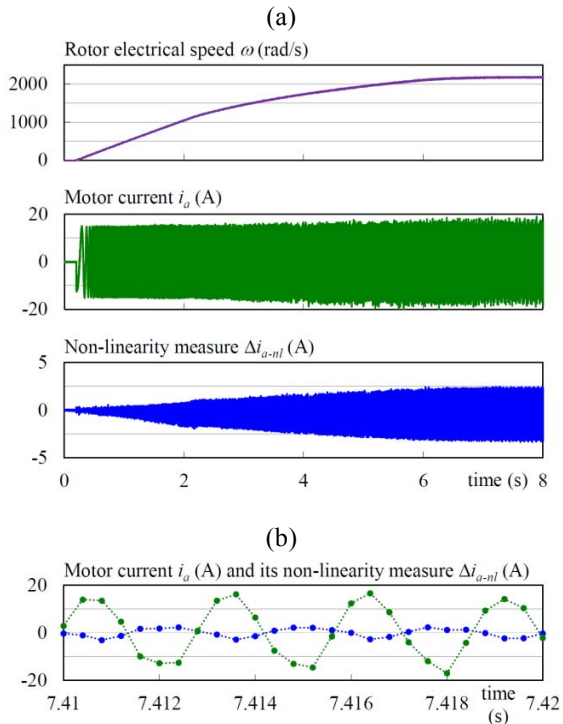 (a)
Rotor electrical speed ω (rad/s)
2000
1000
0
Motor current iₐ (A)
20
0
-20
Non-linearity measure Δiₐ₋ₙₗ (A)
5
0
-5
0 2 4 6 time (s) 8
(b)
Motor current iₐ (A) and its non-linearity measure Δiₐ₋ₙₗ (A)
20
0
-20
time
7.41 7.412 7.414 7.416 7.418 (s) 7.42